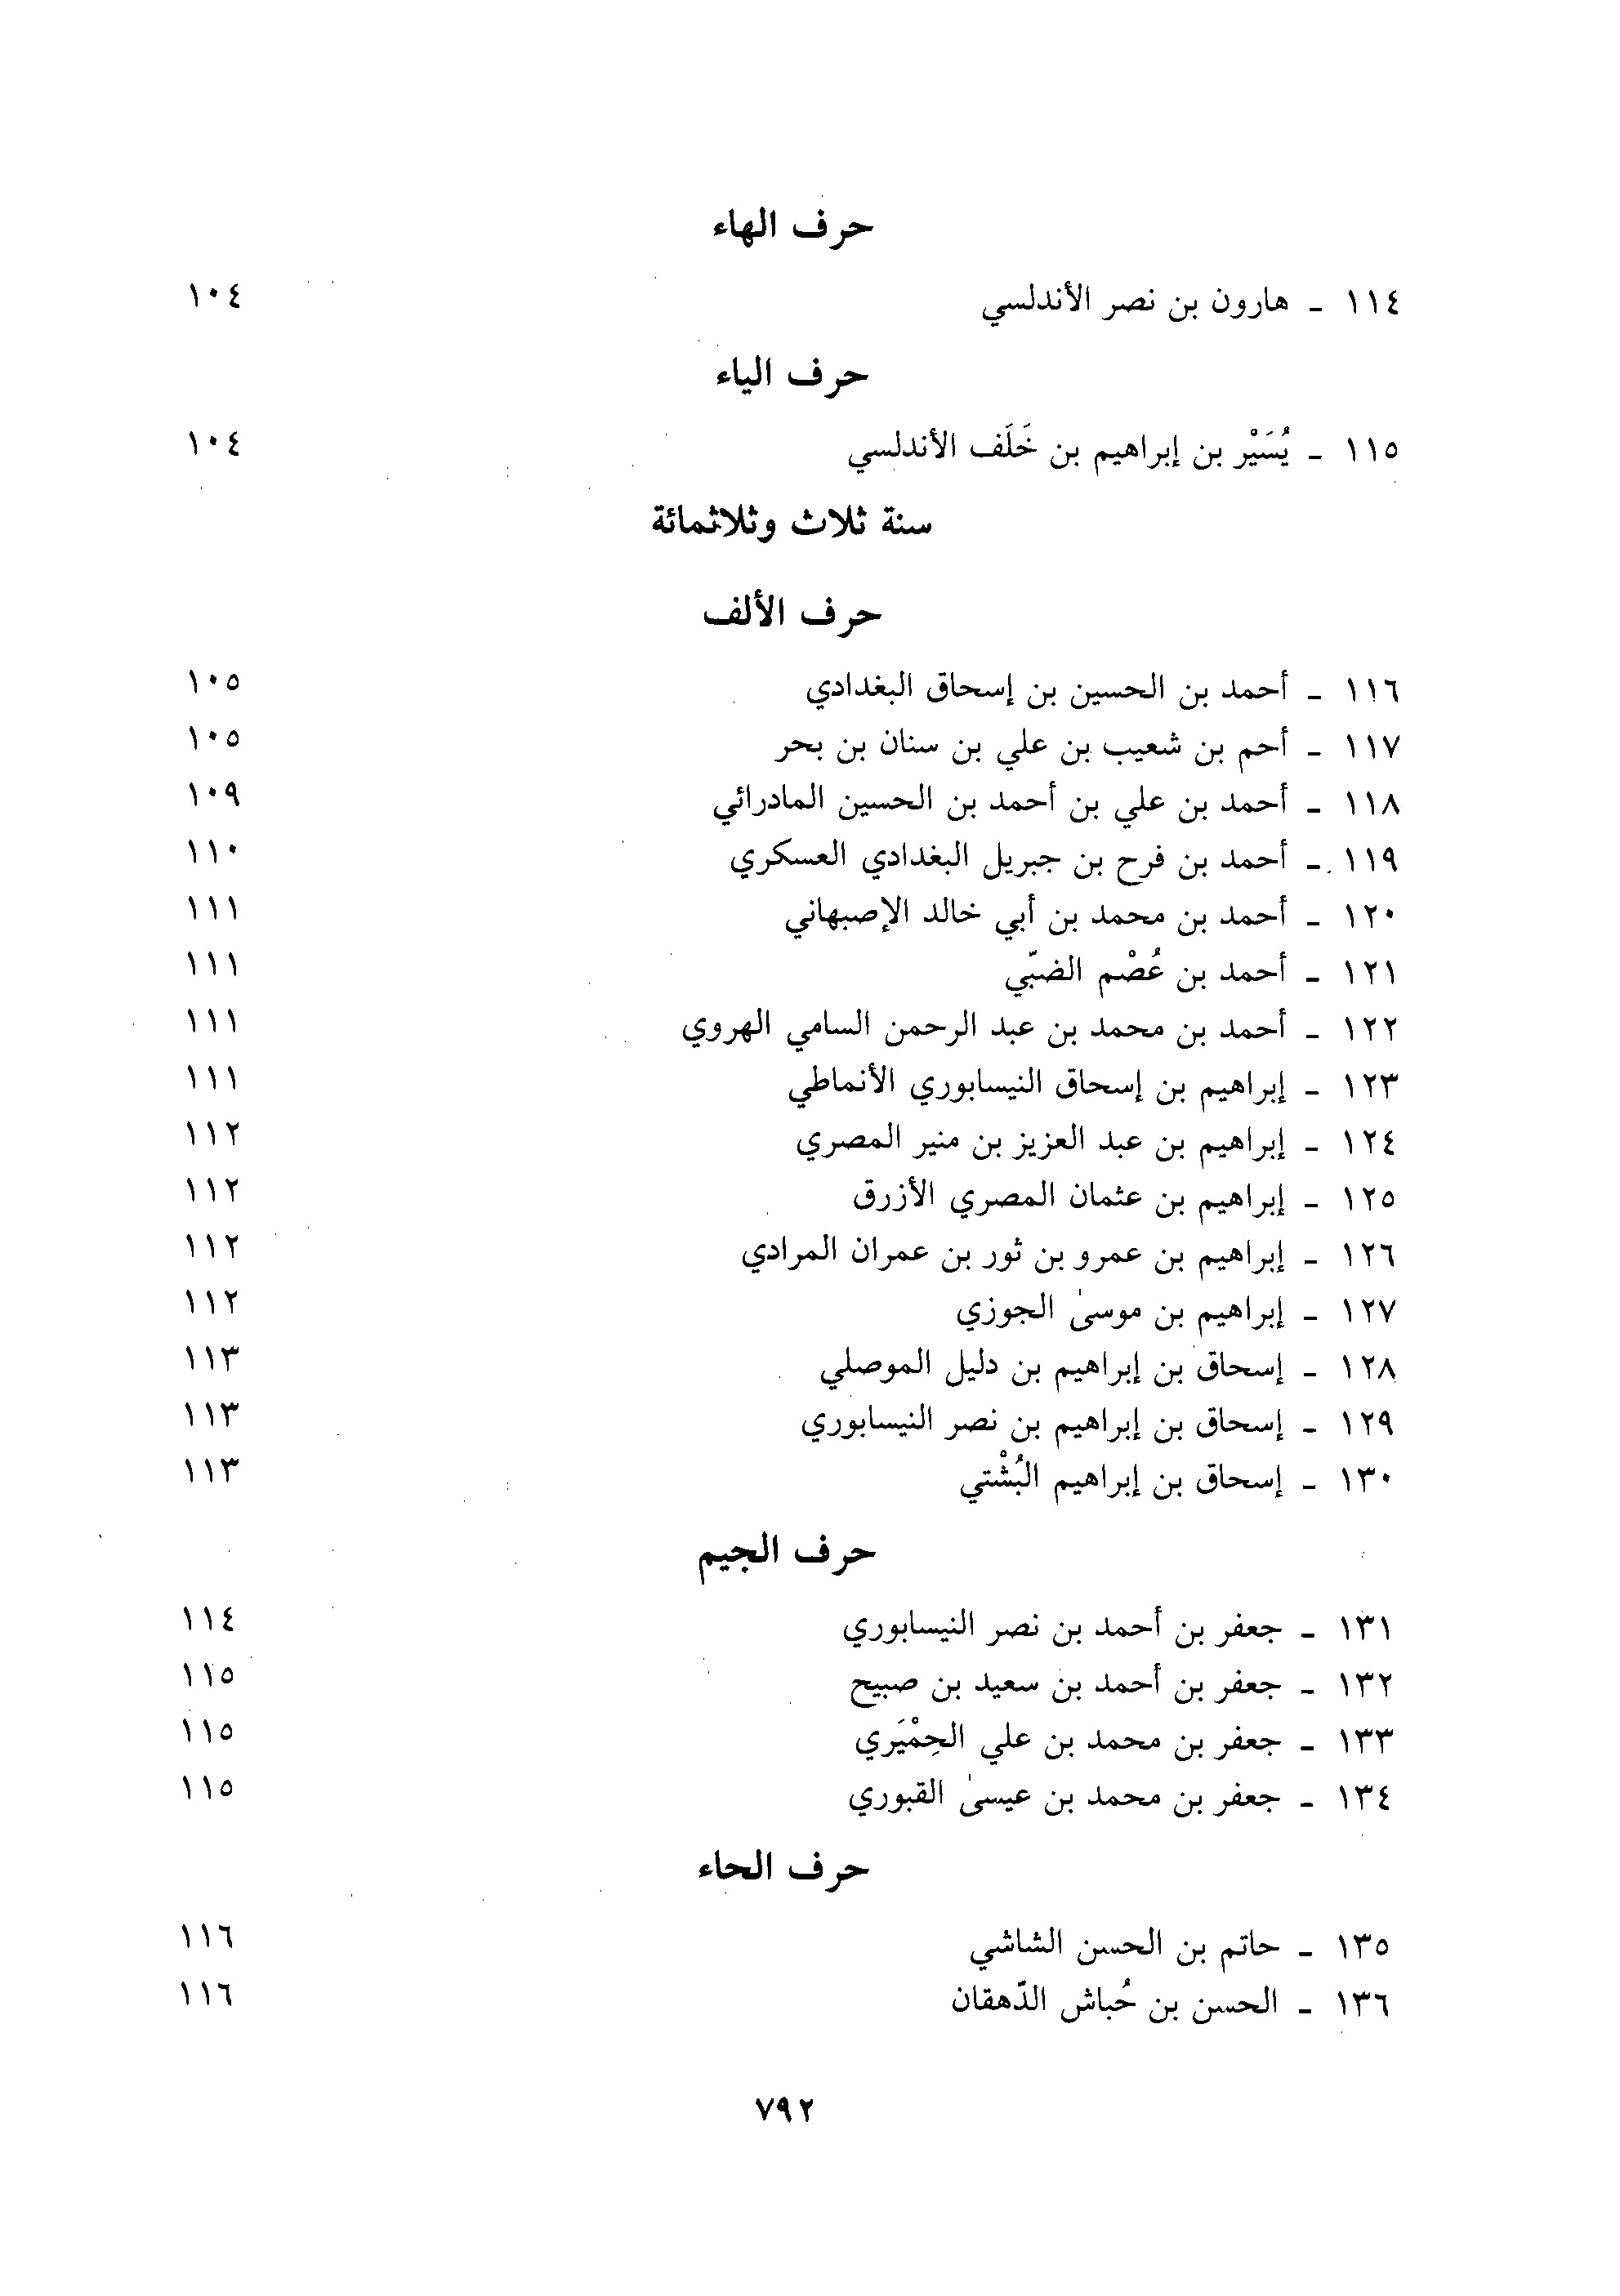 حرف الهاء
١١٤ - هارون بن نصر الأندلسي ١٠٤
حرف الياء
١١٥ - يُسَيْر بن إبراهيم بن خَلَف الأندلسي ١٠٤
سنة ثلاث وثلاثمائة
حرف الألف
١١٦ - أحمد بن الحسين بن إسحاق البغدادي ١٠٥
١١٧ - أحم بن شعيب بن علي بن سنان بن بحر ١٠٥
١١٨ - أحمد بن علي بن أحمد بن الحسين المادرائي ١٠٩
١١٩ - أحمد بن فرح بن جبريل البغدادي العسكري ١١٠
١٢٠ - أحمد بن محمد بن أبي خالد الإصبهاني ١١١
١٢١ - أحمد بن عُصْم الضبّي ١١١
١٢٢ - أحمد بن محمد بن عبد الرحمن السامي الهروي ١١١
١٢٣ - إبراهيم بن إسحاق النيسابوري الأنماطي ١١١
١٢٤ - إبراهيم بن عبد العزيز بن منير المصري ١١٢
١٢٥ - إبراهيم بن عثمان المصري الأزرق ١١٢
١٢٦ - إبراهيم بن عمرو بن ثور بن عمران المرادي ١١٢
١٢٧ - إبراهيم بن موسىٰ الجوزي ١١٢
١٢٨ - إسحاق بن إبراهيم بن دليل الموصلي ١١٣
١٢٩ - إسحاق بن إبراهيم بن نصر النيسابوري ١١٣
١٣٠ - إسحاق بن إبراهيم البُشْتي ١١٣
حرف الجيم
١٣١ - جعفر بن أحمد بن نصر النيسابوري ١١٤
١٣٢ - جعفر بن أحمد بن سعيد بن صبيح ١١٥
١٣٣ - جعفر بن محمد بن علي الحِمْيَري ١١٥
١٣٤ - جعفر بن محمد بن عيسىٰ القبوري ١١٥
حرف الحاء
١٣٥ - حاتم بن الحسن الشاشي ١١٦
١٣٦ - الحسن بن حُباش الدّهقان ١١٦
٧٩٢